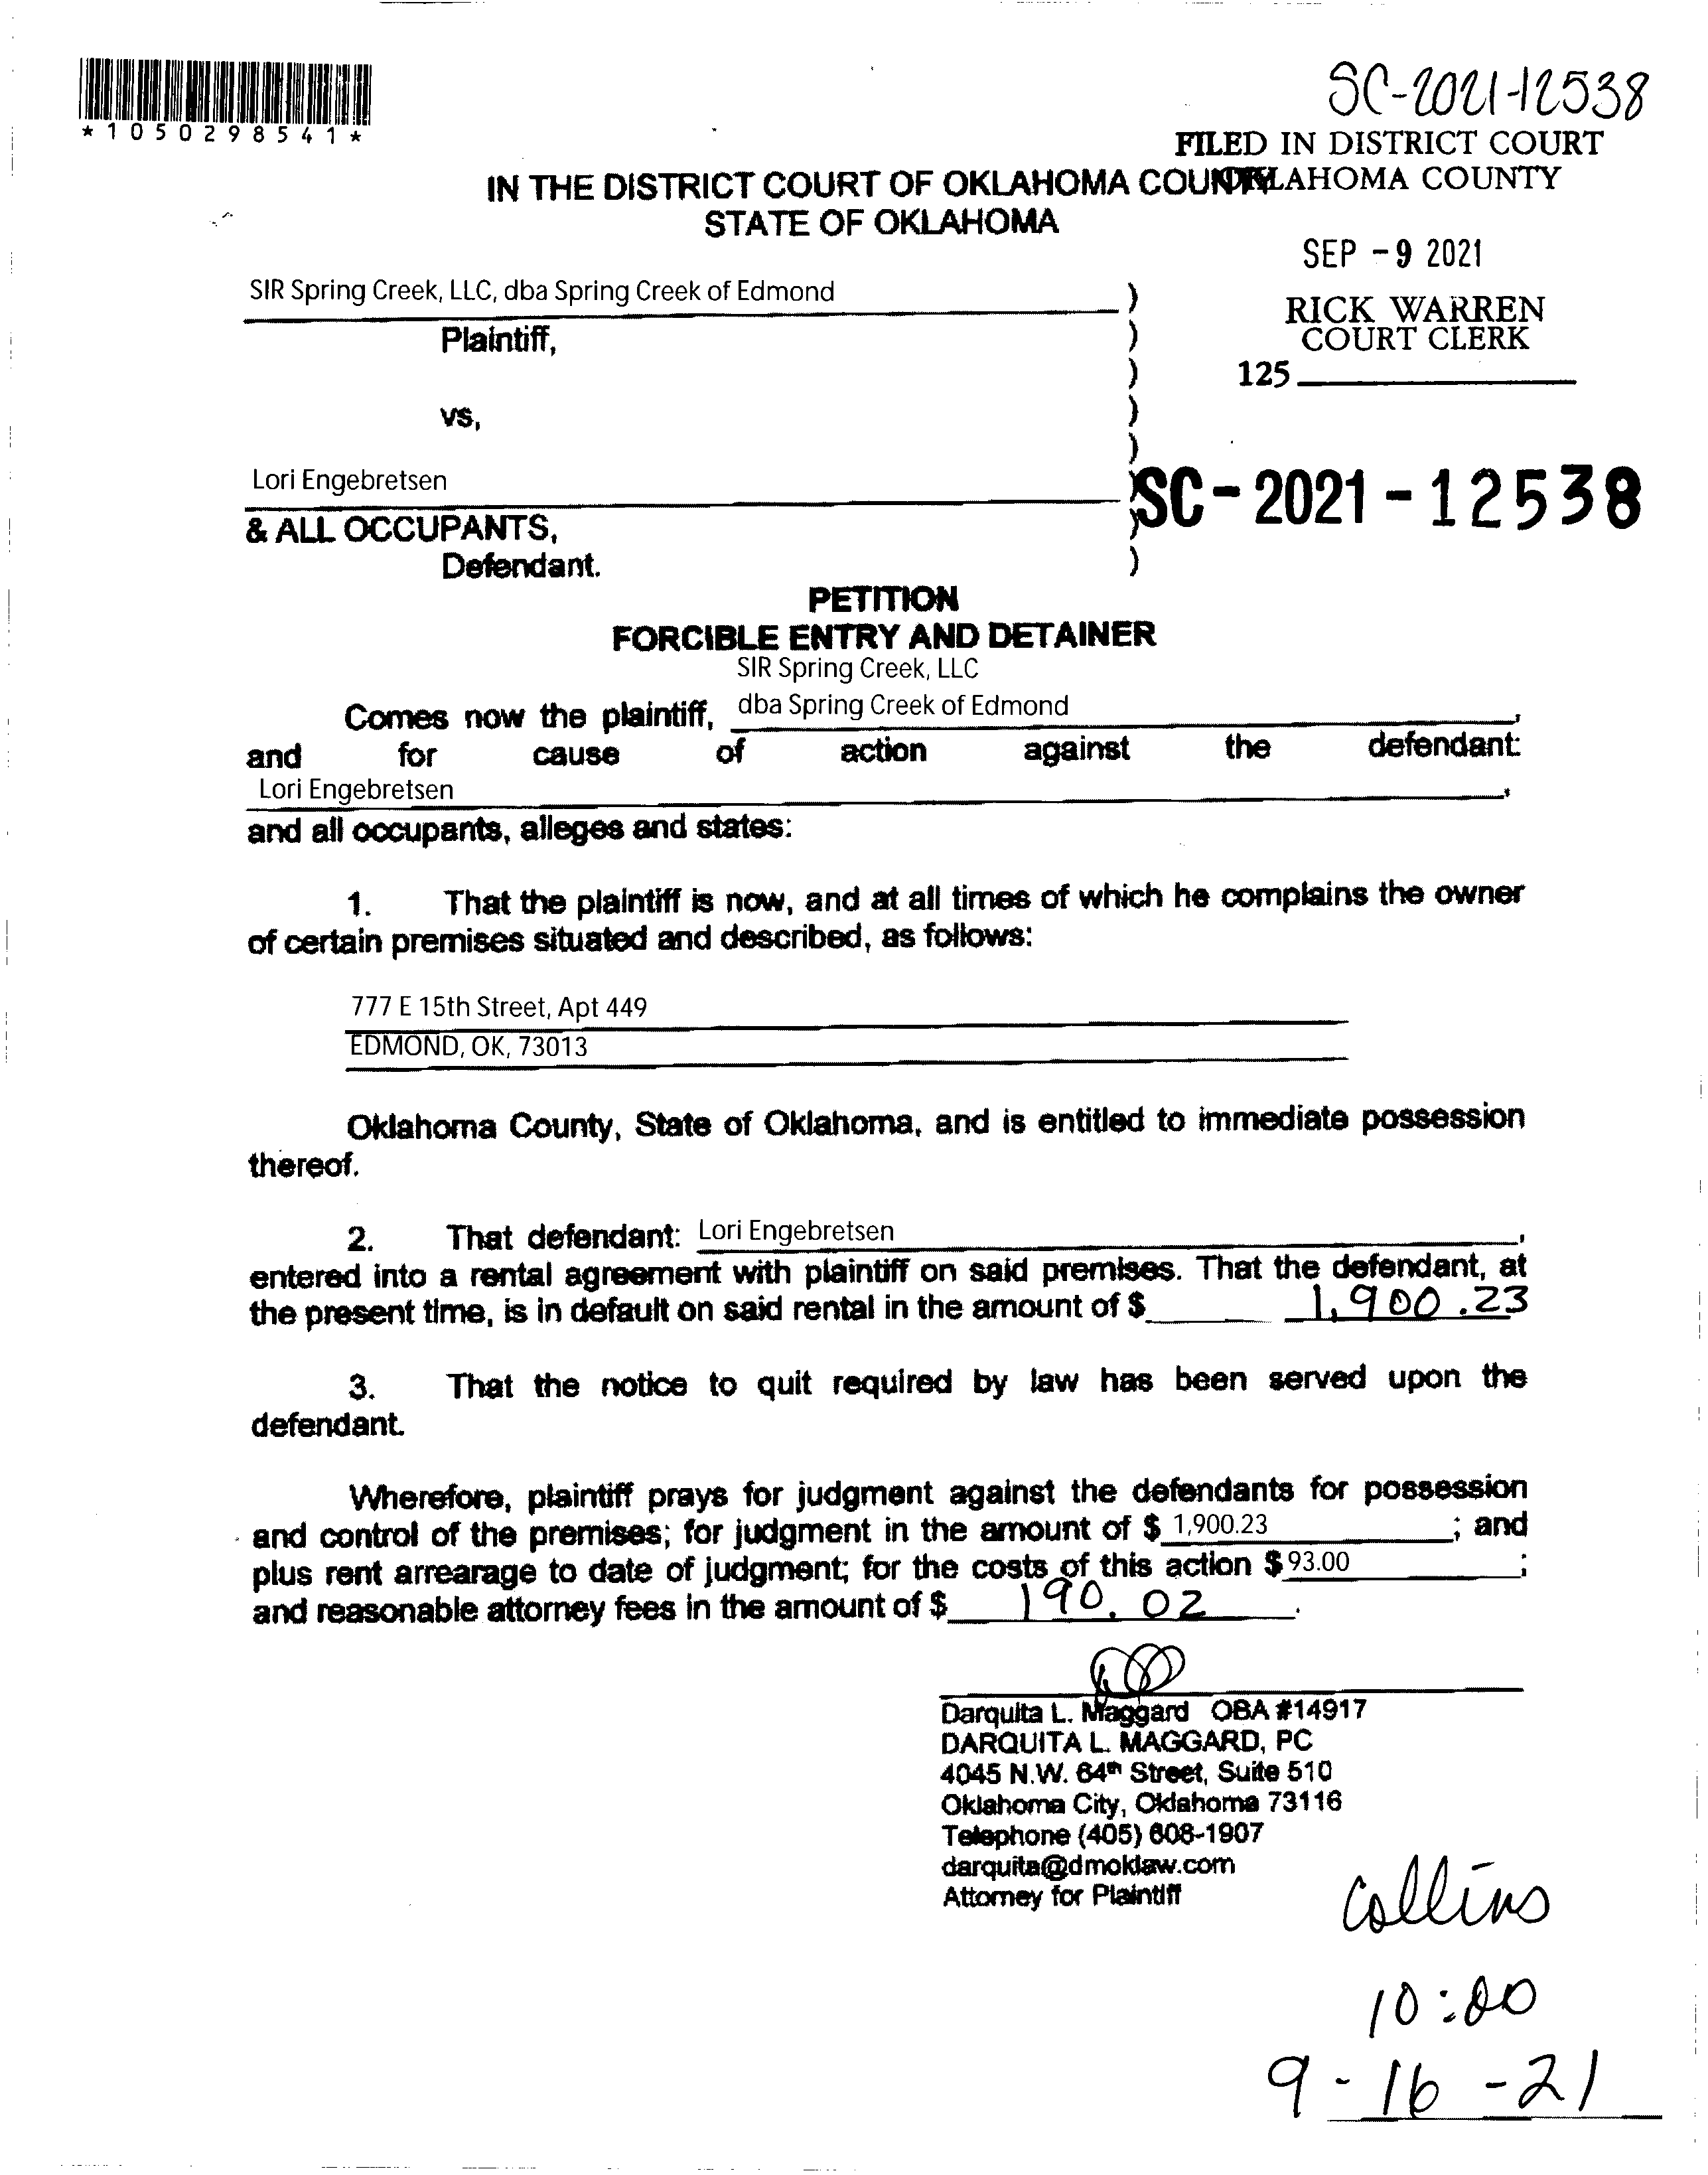 SC-2021-12538
*1050298541*
FILED IN DISTRICT COURT
OKLAHOMA COUNTY
IN THE DISTRICT COURT OF OKLAHOMA COUNTY
STATE OF OKLAHOMA
SEP -9 2021
RICK WARREN
COURT CLERK
125
SIR Spring Creek, LLC, dba Spring Creek of Edmond )
Plaintiff, )
)
vs, )
)
Lori Engebretsen )
& ALL OCCUPANTS, )
Defendant. )
SC-2021-12538
PETITION
FORCIBLE ENTRY AND DETAINER
SIR Spring Creek, LLC
Comes now the plaintiff, dba Spring Creek of Edmond ,
and for cause of action against the defendant:
Lori Engebretsen ,
and all occupants, alleges and states:
1. That the plaintiff is now, and at all times of which he complains the owner
of certain premises situated and described, as follows:
777 E 15th Street, Apt 449
EDMOND, OK, 73013
Oklahoma County, State of Oklahoma, and is entitled to immediate possession
thereof.
2. That defendant: Lori Engebretsen ,
entered into a rental agreement with plaintiff on said premises. That the defendant, at
the present time, is in default on said rental in the amount of $ 1,900.23
3. That the notice to quit required by law has been served upon the
defendant.
Wherefore, plaintiff prays for judgment against the defendants for possession
and control of the premises; for judgment in the amount of $ 1,900.23 ; and
plus rent arrearage to date of judgment; for the costs of this action $ 93.00 ;
and reasonable attorney fees in the amount of $ 190.02 .
Darquita L. Maggard OBA #14917
DARQUITA L. MAGGARD, PC
4045 N.W. 64th Street, Suite 510
Oklahoma City, Oklahoma 73116
Telephone (405) 608-1907
darquita@dmoklaw.com
Attorney for Plaintiff
Collins
10:00
9-16-21